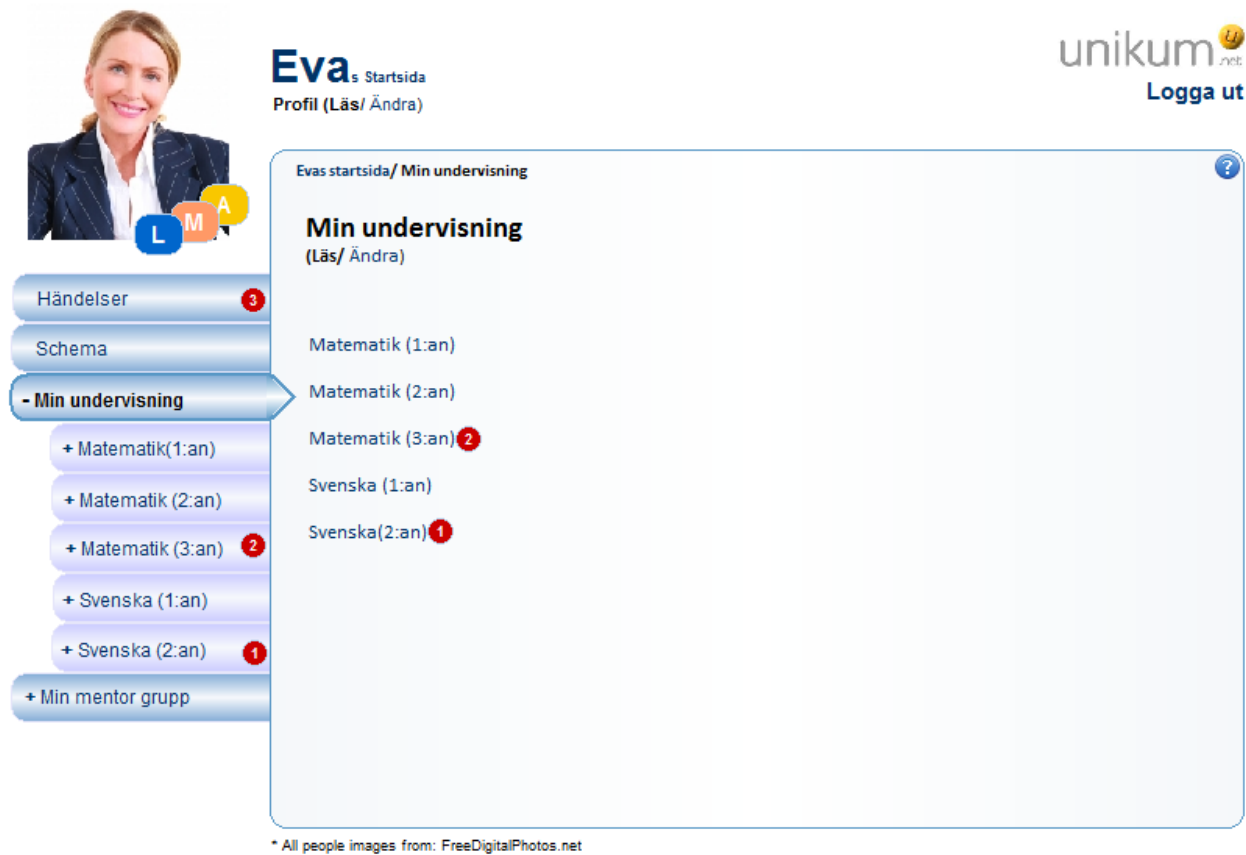 Evas Startsida
Profil (Läs/ Ändra)
unikum.net
u
Logga ut
L M A
Händelser 3
Schema
- Min undervisning
+ Matematik(1:an)
+ Matematik (2:an)
+ Matematik (3:an) 2
+ Svenska (1:an)
+ Svenska (2:an) 1
+ Min mentor grupp
Evas startsida/ Min undervisning
?
Min undervisning
(Läs/ Ändra)
Matematik (1:an)
Matematik (2:an)
Matematik (3:an) 2
Svenska (1:an)
Svenska(2:an) 1
* All people images from: FreeDigitalPhotos.net